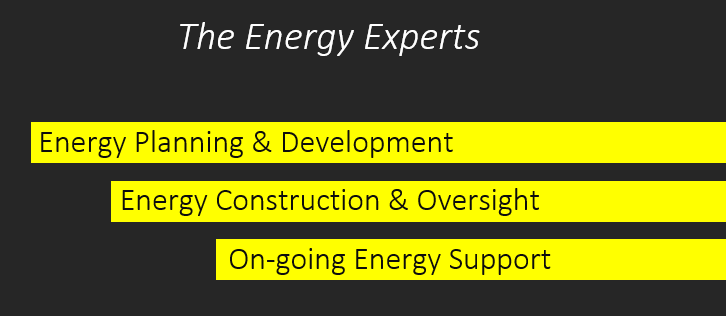 The Energy Experts
Energy Planning & Development
Energy Construction & Oversight
On-going Energy Support